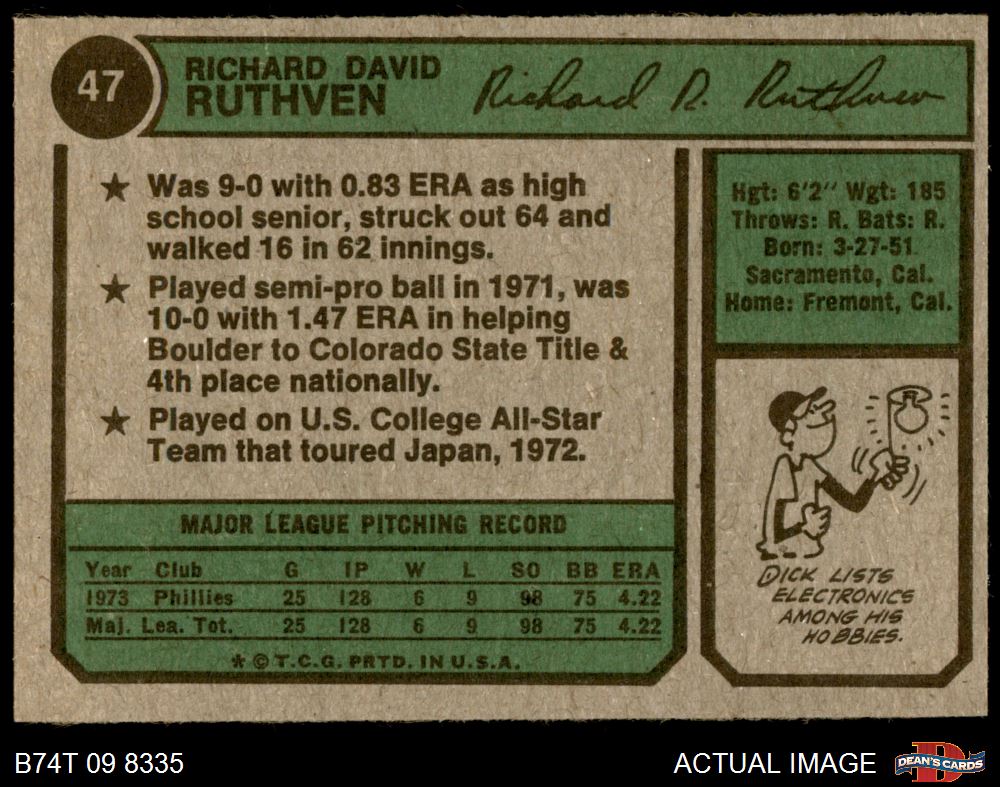 47
RICHARD DAVID
RUTHVEN
Richard D. Ruthven
★ Was 9-0 with 0.83 ERA as high
school senior, struck out 64 and
walked 16 in 62 innings.
★ Played semi-pro ball in 1971, was
10-0 with 1.47 ERA in helping
Boulder to Colorado State Title &
4th place nationally.
★ Played on U.S. College All-Star
Team that toured Japan, 1972.
Hgt: 6'2" Wgt: 185
Throws: R. Bats: R.
Born: 3-27-51
Sacramento, Cal.
Home: Fremont, Cal.
DICK LISTS
ELECTRONICS
AMONG HIS
HOBBIES.
MAJOR LEAGUE PITCHING RECORD
Year Club G IP W L SO BB ERA
1973 Phillies 25 128 6 9 98 75 4.22
Maj. Lea. Tot. 25 128 6 9 98 75 4.22
* © T.C.G. PRTD. IN U.S.A.
B74T 09 8335
ACTUAL IMAGE
D
DEAN'S CARDS